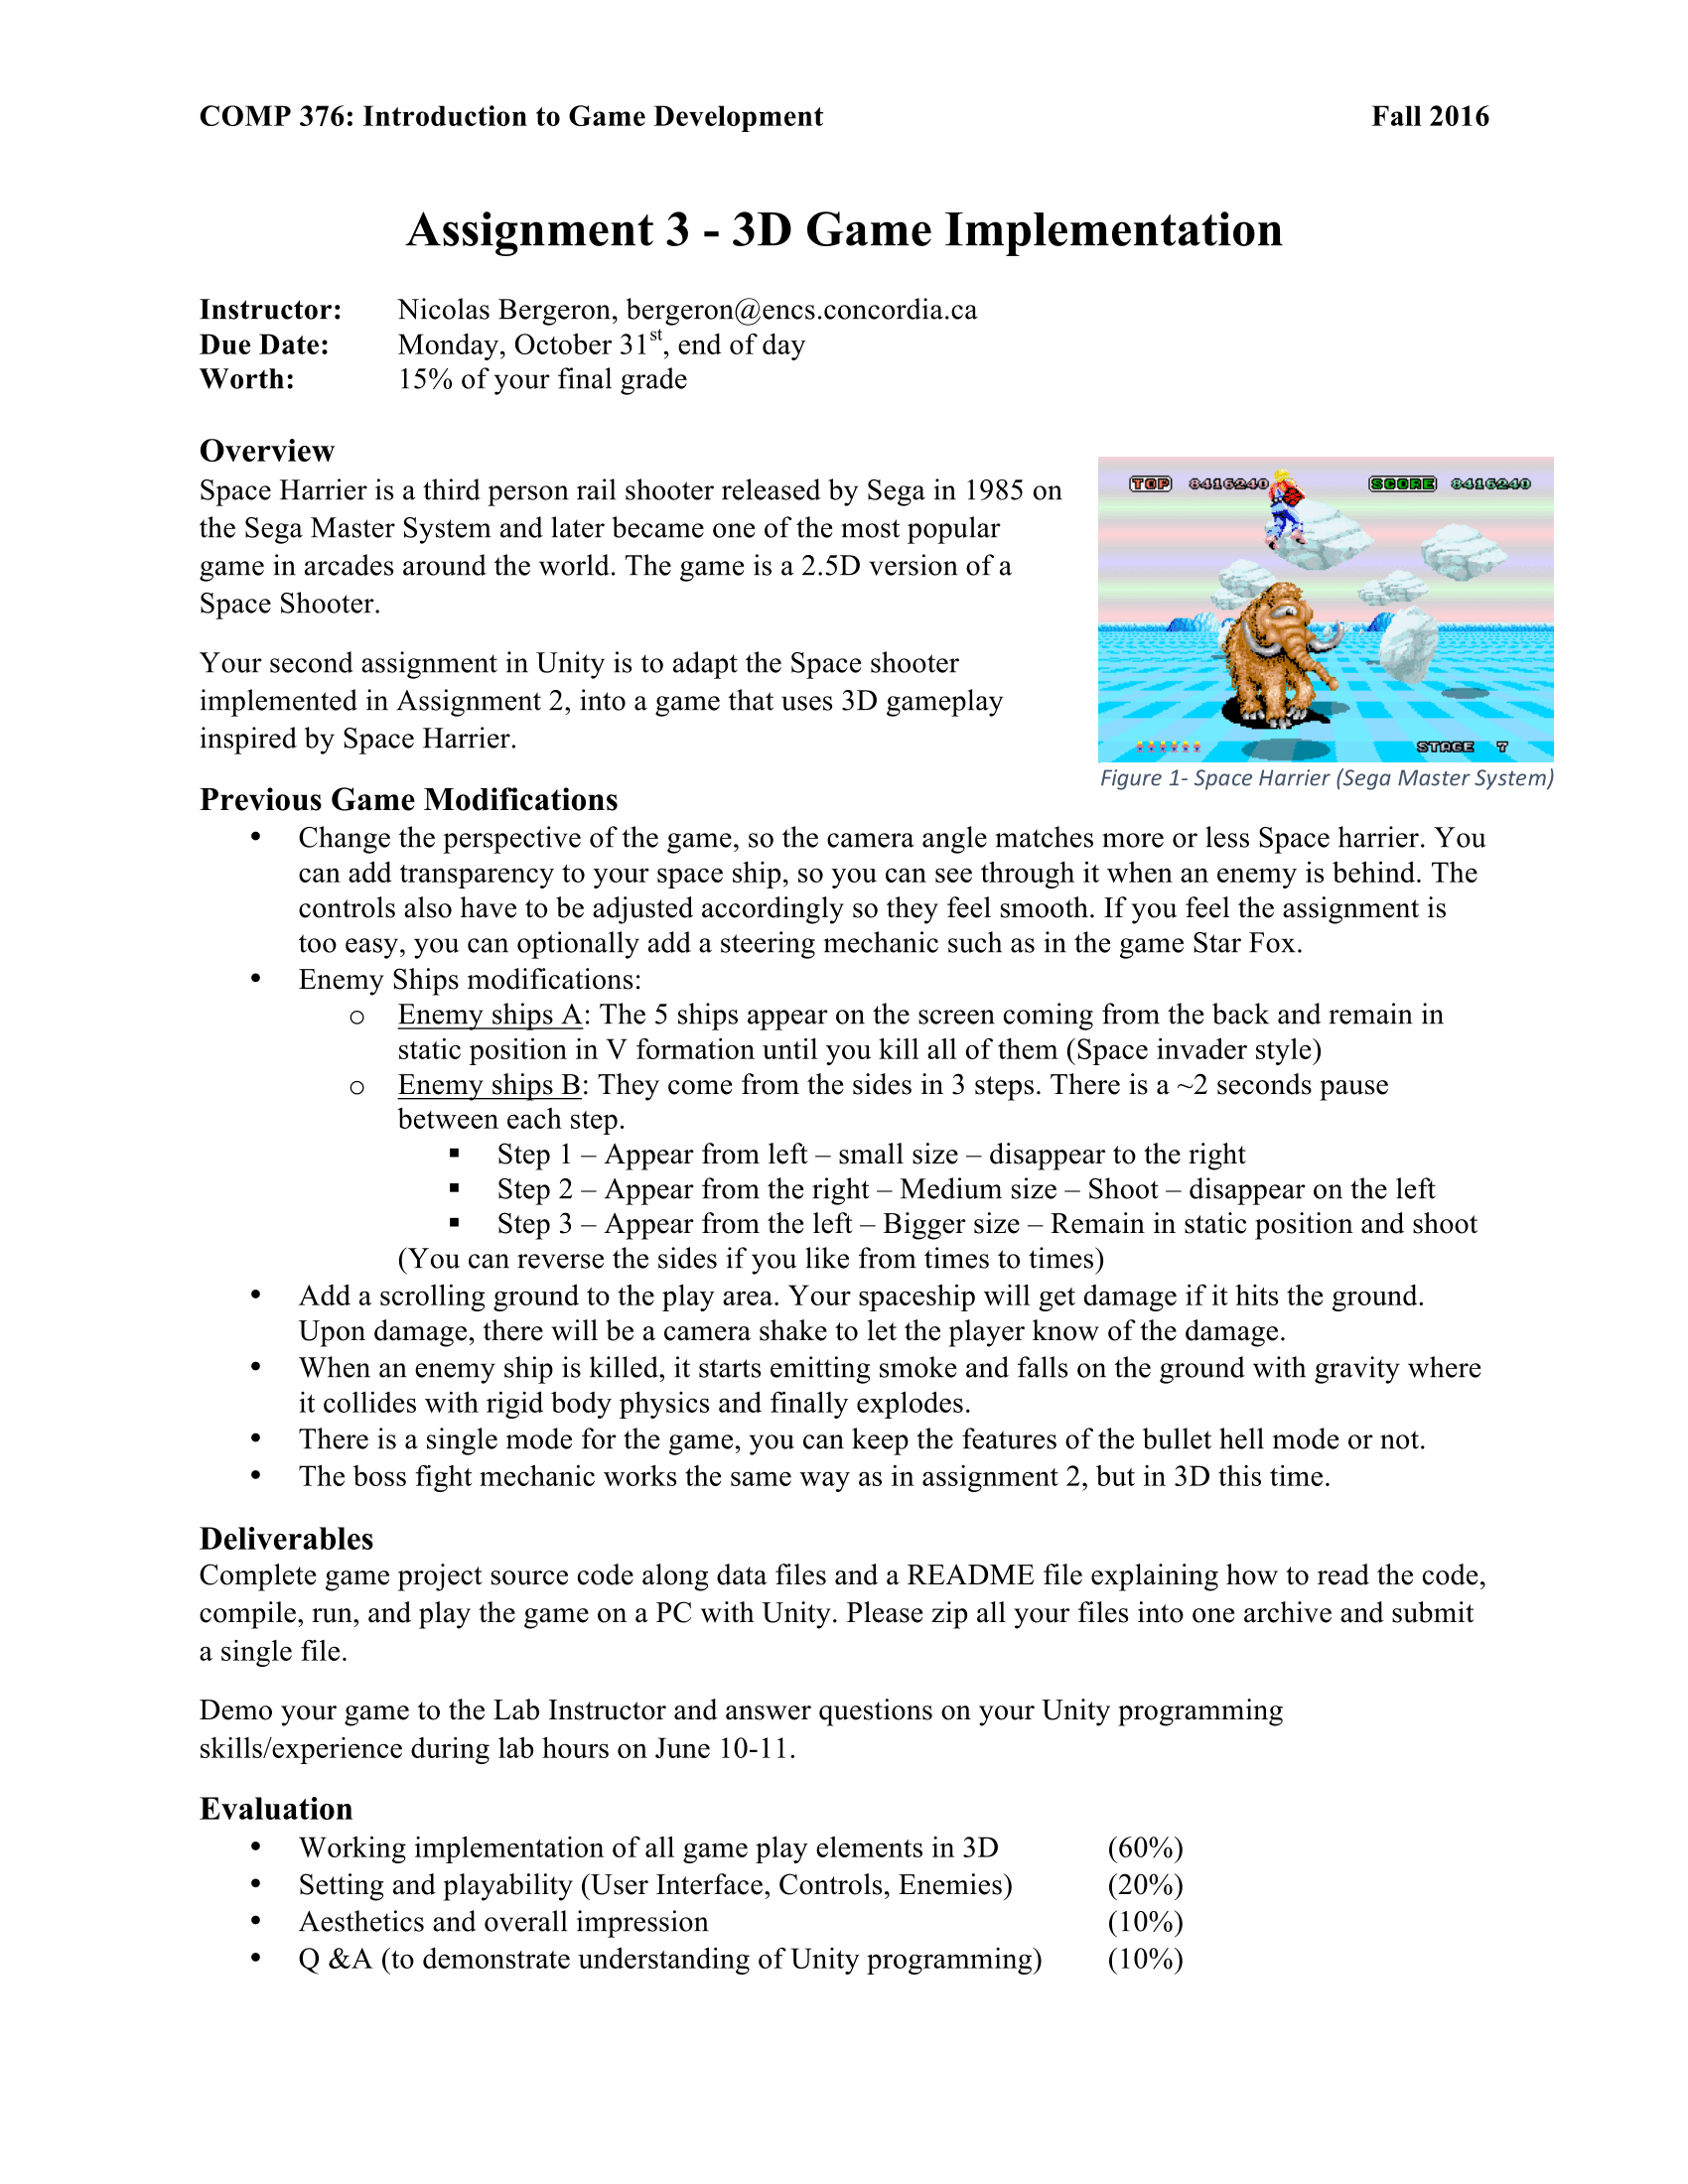 COMP 376: Introduction to Game Development Fall 2016
Assignment 3 - 3D Game Implementation
Instructor: Nicolas Bergeron, bergeron@encs.concordia.ca
Due Date: Monday, October 31st, end of day
Worth: 15% of your final grade
Overview
Space Harrier is a third person rail shooter released by Sega in 1985 on
the Sega Master System and later became one of the most popular
game in arcades around the world. The game is a 2.5D version of a
Space Shooter.
Your second assignment in Unity is to adapt the Space shooter
implemented in Assignment 2, into a game that uses 3D gameplay
inspired by Space Harrier.
TOP 8416240 SCORE 8416240
STAGE 7
Figure 1- Space Harrier (Sega Master System)
Previous Game Modifications
• Change the perspective of the game, so the camera angle matches more or less Space harrier. You
can add transparency to your space ship, so you can see through it when an enemy is behind. The
controls also have to be adjusted accordingly so they feel smooth. If you feel the assignment is
too easy, you can optionally add a steering mechanic such as in the game Star Fox.
• Enemy Ships modifications:
o Enemy ships A: The 5 ships appear on the screen coming from the back and remain in
static position in V formation until you kill all of them (Space invader style)
o Enemy ships B: They come from the sides in 3 steps. There is a ~2 seconds pause
between each step.
▪ Step 1 – Appear from left – small size – disappear to the right
▪ Step 2 – Appear from the right – Medium size – Shoot – disappear on the left
▪ Step 3 – Appear from the left – Bigger size – Remain in static position and shoot
(You can reverse the sides if you like from times to times)
• Add a scrolling ground to the play area. Your spaceship will get damage if it hits the ground.
Upon damage, there will be a camera shake to let the player know of the damage.
• When an enemy ship is killed, it starts emitting smoke and falls on the ground with gravity where
it collides with rigid body physics and finally explodes.
• There is a single mode for the game, you can keep the features of the bullet hell mode or not.
• The boss fight mechanic works the same way as in assignment 2, but in 3D this time.
Deliverables
Complete game project source code along data files and a README file explaining how to read the code,
compile, run, and play the game on a PC with Unity. Please zip all your files into one archive and submit
a single file.
Demo your game to the Lab Instructor and answer questions on your Unity programming
skills/experience during lab hours on June 10-11.
Evaluation
• Working implementation of all game play elements in 3D (60%)
• Setting and playability (User Interface, Controls, Enemies) (20%)
• Aesthetics and overall impression (10%)
• Q &A (to demonstrate understanding of Unity programming) (10%)